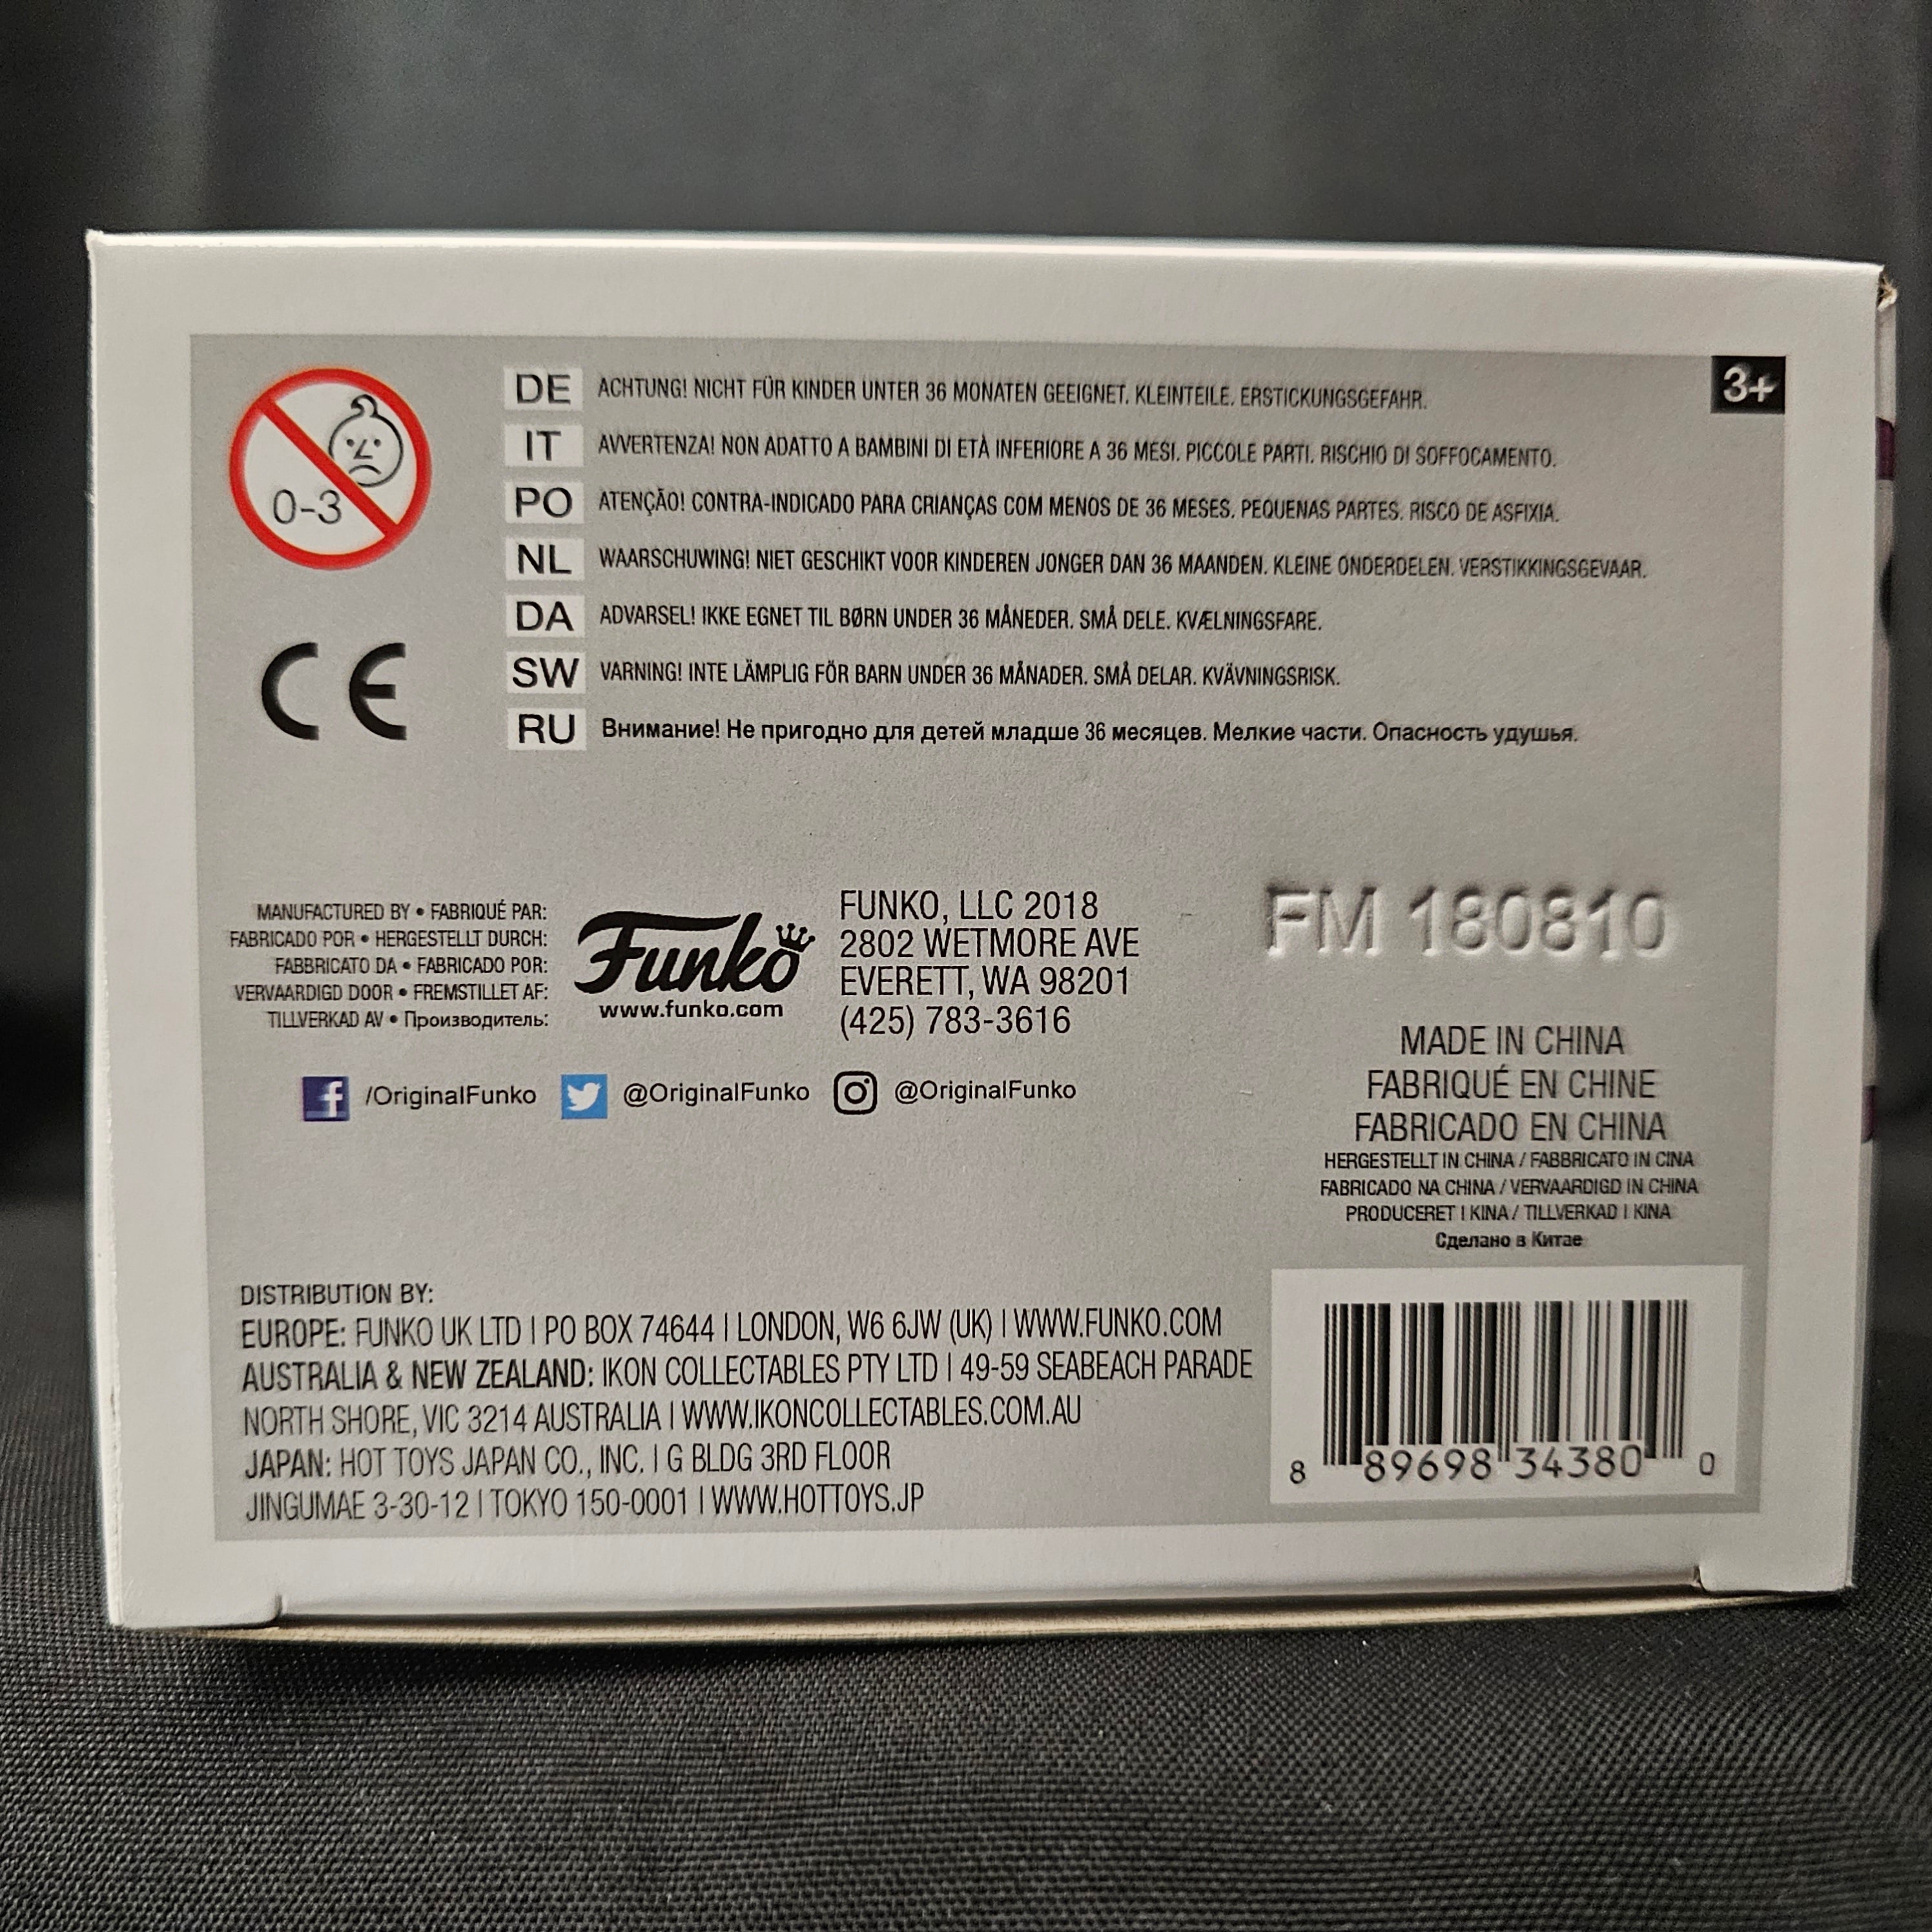 0-3
DE ACHTUNG! NICHT FÜR KINDER UNTER 36 MONATEN GEEIGNET. KLEINTEILE. ERSTICKUNGSGEFAHR.
3+
IT AVVERTENZA! NON ADATTO A BAMBINI DI ETÀ INFERIORE A 36 MESI. PICCOLE PARTI. RISCHIO DI SOFFOCAMENTO.
PO ATENÇÃO! CONTRA-INDICADO PARA CRIANÇAS COM MENOS DE 36 MESES. PEQUENAS PARTES. RISCO DE ASFIXIA.
NL WAARSCHUWING! NIET GESCHIKT VOOR KINDEREN JONGER DAN 36 MAANDEN. KLEINE ONDERDELEN. VERSTIKKINGSGEVAAR.
DA ADVARSEL! IKKE EGNET TIL BØRN UNDER 36 MÅNEDER. SMÅ DELE. KVÆLNINGSFARE.
SW VARNING! INTE LÄMPLIG FÖR BARN UNDER 36 MÅNADER. SMÅ DELAR. KVÄVNINGSRISK.
RU Внимание! Не пригодно для детей младше 36 месяцев. Мелкие части. Опасность удушья.
CE
MANUFACTURED BY • FABRIQUÉ PAR:
FABRICADO POR • HERGESTELLT DURCH:
FABBRICATO DA • FABRICADO POR:
VERVAARDIGD DOOR • FREMSTILLET AF:
TILLVERKAD AV • Производитель:
Funko
www.funko.com
FUNKO, LLC 2018
2802 WETMORE AVE
EVERETT, WA 98201
(425) 783-3616
FM 180810
/OriginalFunko @OriginalFunko @OriginalFunko
MADE IN CHINA
FABRIQUÉ EN CHINE
FABRICADO EN CHINA
HERGESTELLT IN CHINA / FABBRICATO IN CINA
FABRICADO NA CHINA / VERVAARDIGD IN CHINA
PRODUCERET I KINA / TILLVERKAD I KINA
Сделано в Китае
DISTRIBUTION BY:
EUROPE: FUNKO UK LTD | PO BOX 74644 | LONDON, W6 6JW (UK) | WWW.FUNKO.COM
AUSTRALIA & NEW ZEALAND: IKON COLLECTABLES PTY LTD | 49-59 SEABEACH PARADE
NORTH SHORE, VIC 3214 AUSTRALIA | WWW.IKONCOLLECTABLES.COM.AU
JAPAN: HOT TOYS JAPAN CO., INC. | G BLDG 3RD FLOOR
JINGUMAE 3-30-12 | TOKYO 150-0001 | WWW.HOTTOYS.JP
8 89698 34380 0